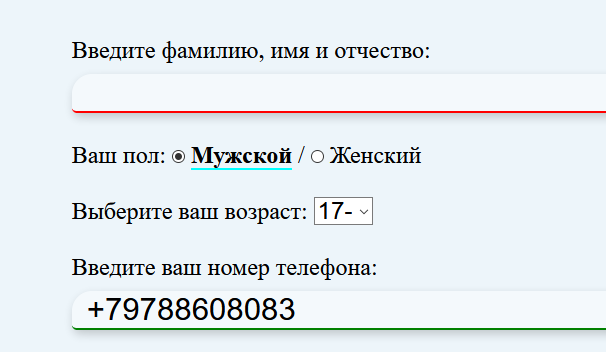 Введите фамилию, имя и отчество:
Ваш пол: Мужской / Женский
Выберите ваш возраст: 17-
Введите ваш номер телефона:
+79788608083